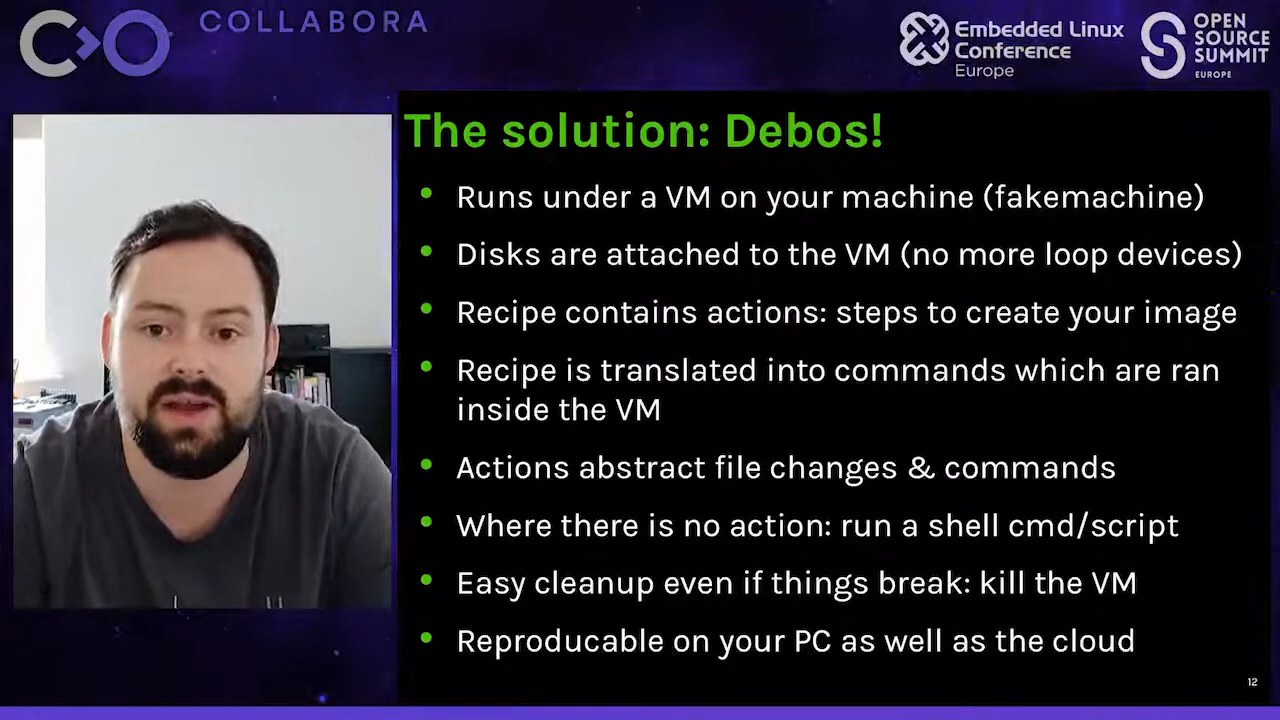 COLLABORA
Embedded Linux
Conference
Europe
OPEN
SOURCE
SUMMIT
EUROPE
The solution: Debos!
Runs under a VM on your machine (fakemachine)
Disks are attached to the VM (no more loop devices)
Recipe contains actions: steps to create your image
Recipe is translated into commands which are ran
inside the VM
Actions abstract file changes & commands
Where there is no action: run a shell cmd/script
Easy cleanup even if things break: kill the VM
Reproducable on your PC as well as the cloud
12